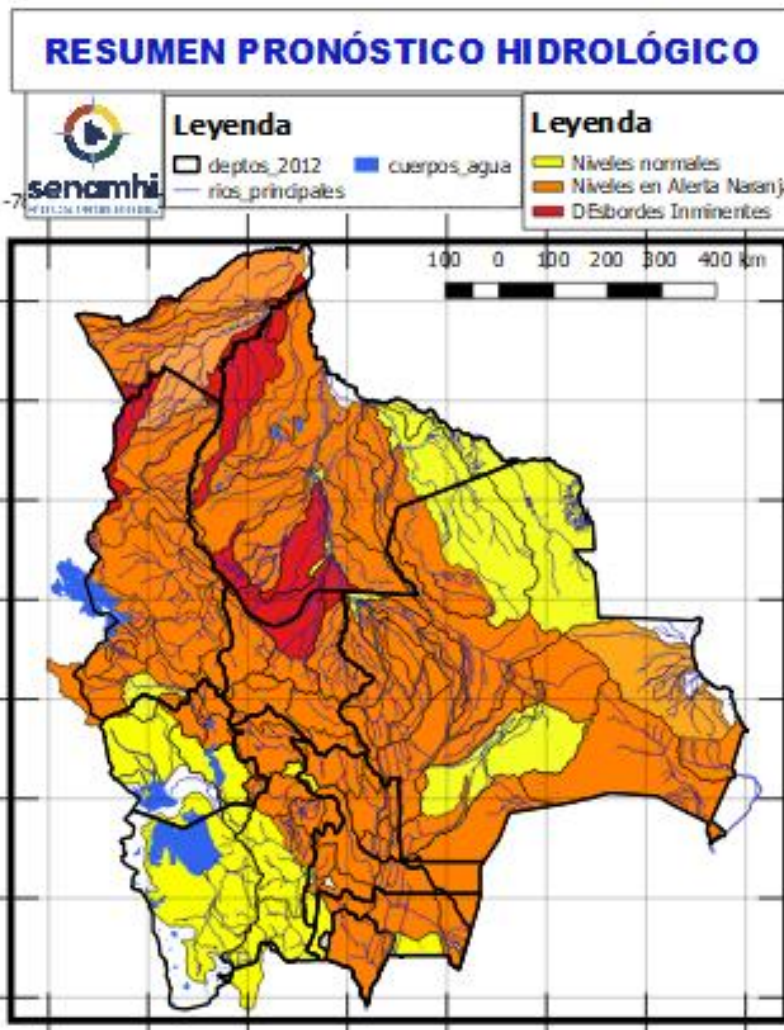 RESUMEN PRONÓSTICO HIDROLÓGICO
senamhi
Leyenda
deptos_2012
cuerpos_agua
rios_principales
Leyenda
Niveles normales
Niveles en Alerta Naranja
DEsbordes Inminentes
100 0 100 200 300 400 km